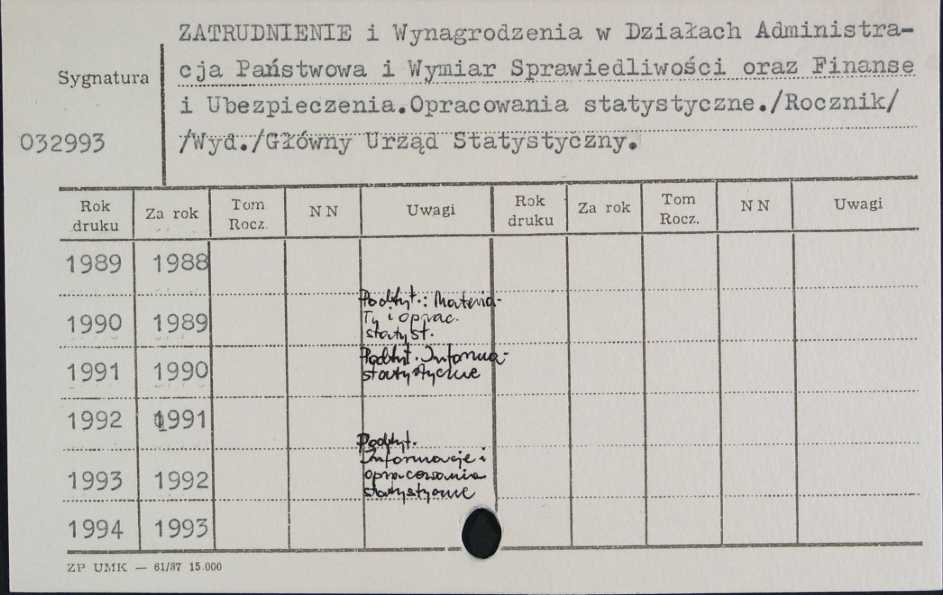 ZATRUDNIENIE i Wynagrodzenia w Działach Administra-
Sygnatura cja Państwowa i Wymiar Sprawiedliwości oraz Finanse
i Ubezpieczenia.Opracowania statystyczne./Rocznik/
032993 /Wyd./Główny Urząd Statystyczny.
Rok druku Za rok Tom Rocz. NN Uwagi Rok druku Za rok Tom Rocz. NN Uwagi
1989 1988
Podtyt.: Materia-
1990 1989 ły i oprac.
statyst.
Podtyt. Informa-
1991 1990 statystyczne
1992 1991
Podtyt.
Informacje i
1993 1992 opracowania
statystyczne
1994 1993
ZP UMK — 61/87 15.000